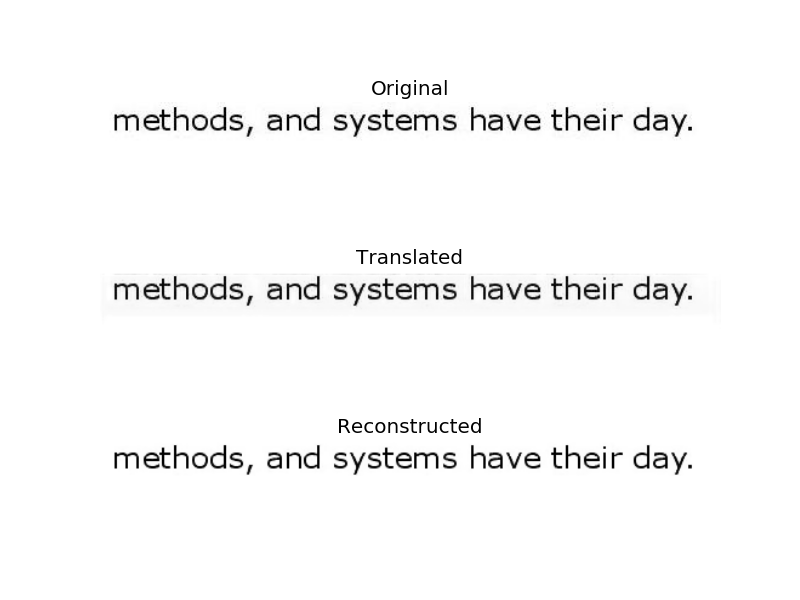 Original
methods, and systems have their day.
Translated
methods, and systems have their day.
Reconstructed
methods, and systems have their day.